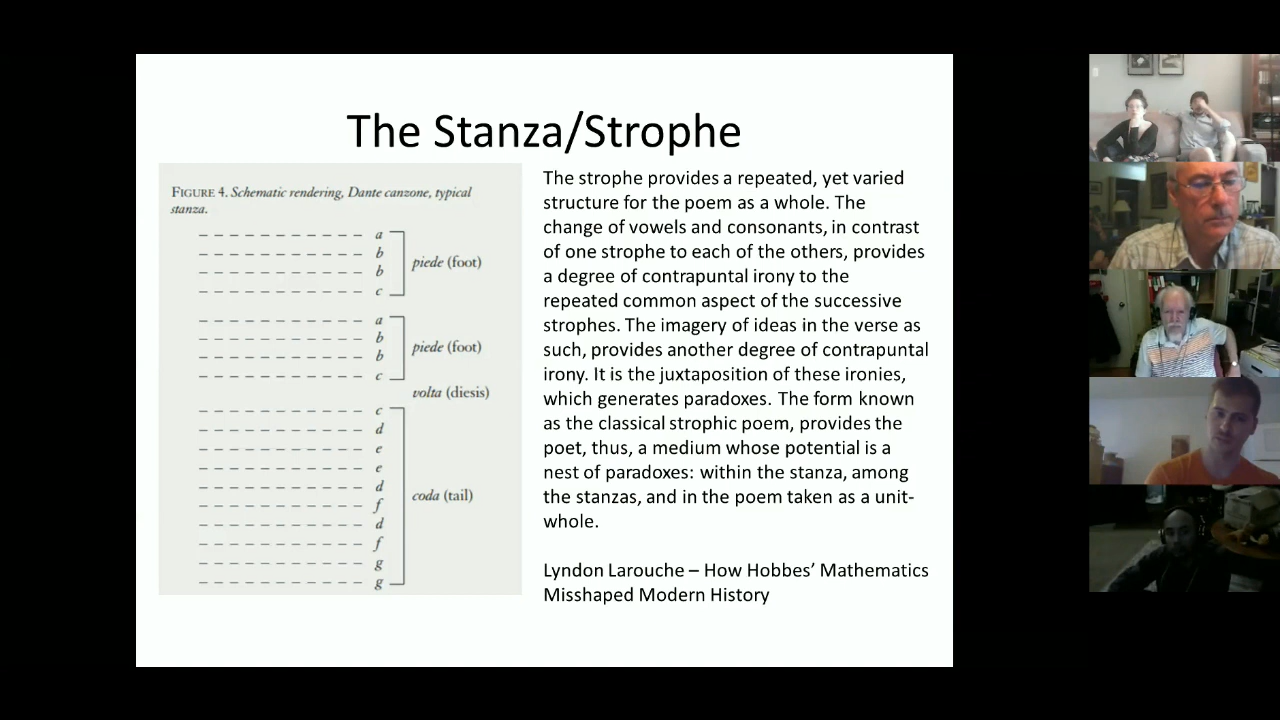 The Stanza/Strophe
FIGURE 4. Schematic rendering, Dante canzone, typical
stanza.
a
b
piede (foot)
b
c
a
b
piede (foot)
b
c
volta (diesis)
c
d
e
e
d
coda (tail)
f
d
f
g
g
The strophe provides a repeated, yet varied
structure for the poem as a whole. The
change of vowels and consonants, in contrast
of one strophe to each of the others, provides
a degree of contrapuntal irony to the
repeated common aspect of the successive
strophes. The imagery of ideas in the verse as
such, provides another degree of contrapuntal
irony. It is the juxtaposition of these ironies,
which generates paradoxes. The form known
as the classical strophic poem, provides the
poet, thus, a medium whose potential is a
nest of paradoxes: within the stanza, among
the stanzas, and in the poem taken as a unit-
whole.
Lyndon Larouche – How Hobbes’ Mathematics
Misshaped Modern History